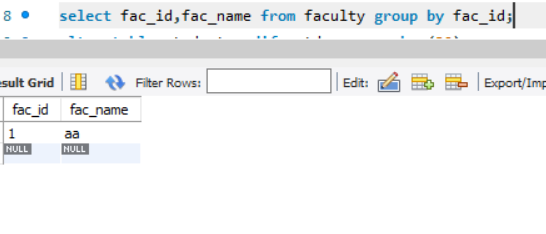 8 select fac_id,fac_name from faculty group by fac_id;
sult Grid Filter Rows: Edit: Export/Imp
fac_id fac_name
1 aa
NULL NULL